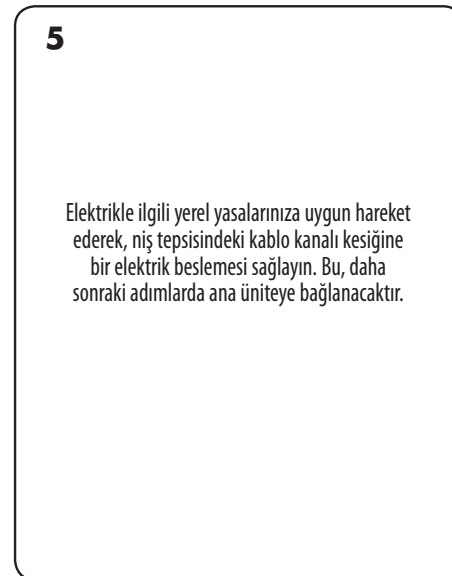 5
Elektrikle ilgili yerel yasalarınıza uygun hareket
ederek, niş tepsisindeki kablo kanalı kesiğine
bir elektrik beslemesi sağlayın. Bu, daha
sonraki adımlarda ana üniteye bağlanacaktır.